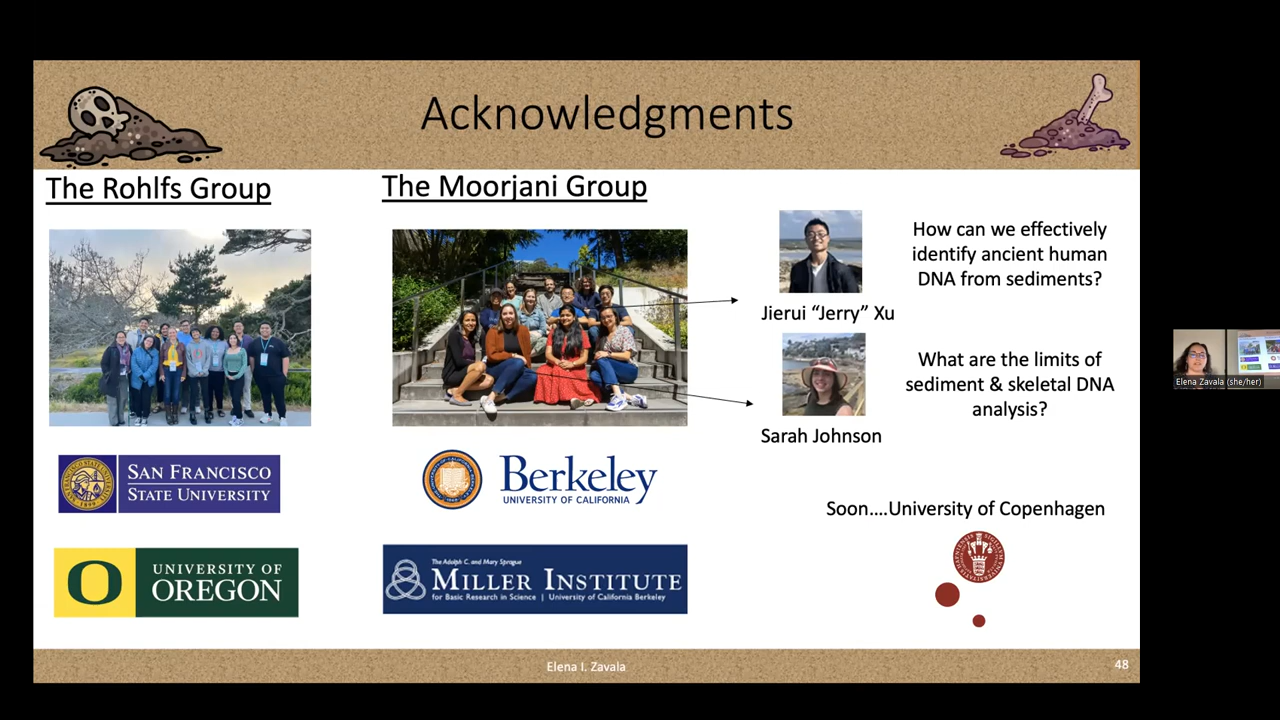 Acknowledgments
The Rohlfs Group
The Moorjani Group
How can we effectively
identify ancient human
DNA from sediments?
Jierui “Jerry” Xu
What are the limits of
sediment & skeletal DNA
analysis?
Sarah Johnson
SAN FRANCISCO
STATE UNIVERSITY
Berkeley
UNIVERSITY OF CALIFORNIA
Soon....University of Copenhagen
O
UNIVERSITY OF
OREGON
The Adolph C. and Mary Sprague
MILLER INSTITUTE
for Basic Research in Science | University of California Berkeley
Elena I. Zavala
48
Elena Zavala (she/her)